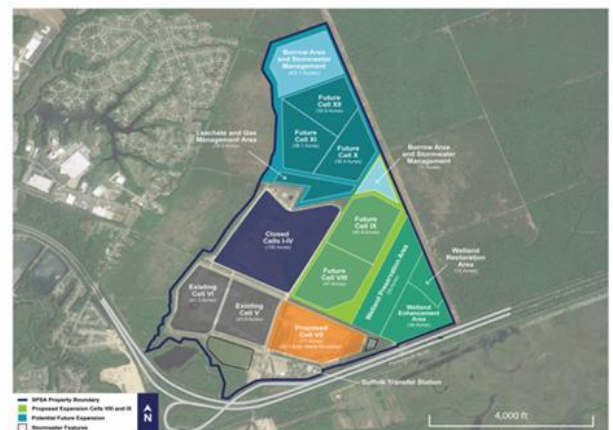 Borrow Area
and Stormwater
Management
Future
Cell XII
Leachate and Gas
Management Area
Future
Cell XI
Future
Cell X
Borrow Area
and Stormwater
Management
Closed
Cells I-IV
Future
Cell IX
Wetland
Restoration
Area
Wetland Preservation Area
Future
Cell VIII
Existing
Cell VI
Existing
Cell V
Wetland
Enhancement
Area
Proposed
Cell VII
Suffolk Transfer Station
SPSA Property Boundary
Proposed Expansion Cells VIII and IX
Potential Future Expansion
Stormwater Features
N
4,000 ft